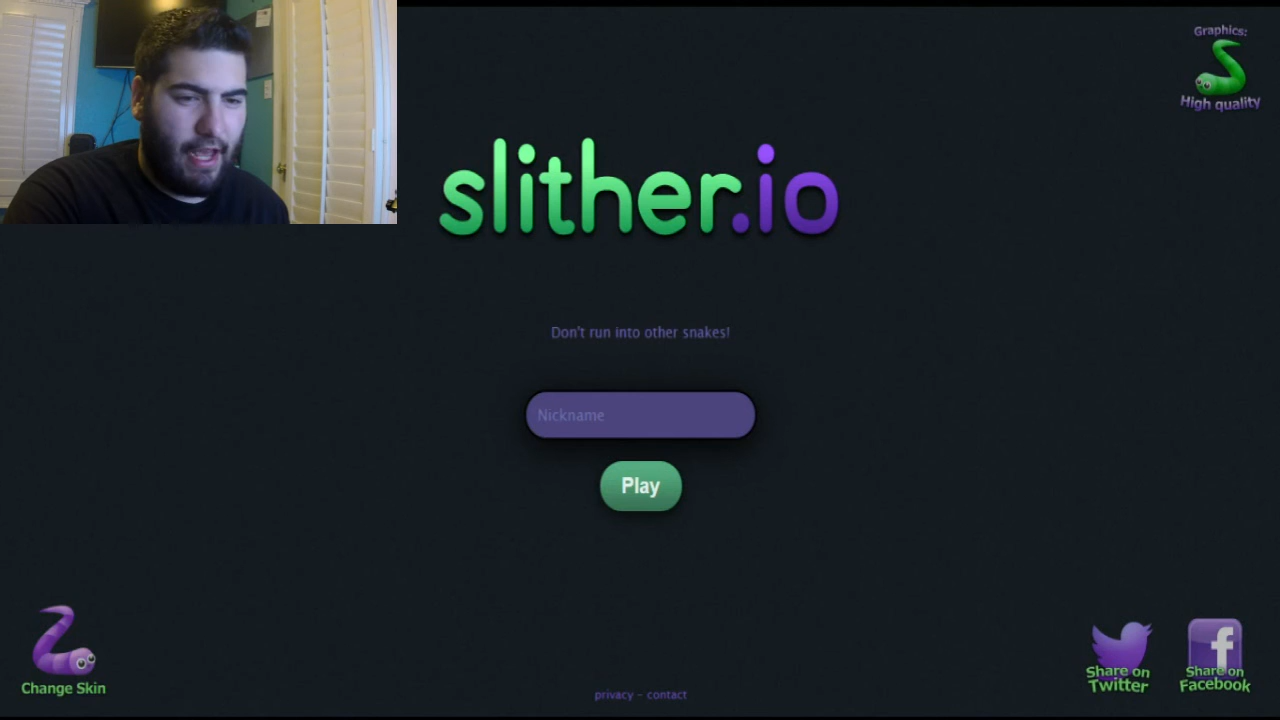 Graphics:
High quality
slither.io
Don't run into other snakes!
Nickname
Play
Change Skin
Share on
Twitter
Share on
Facebook
privacy - contact